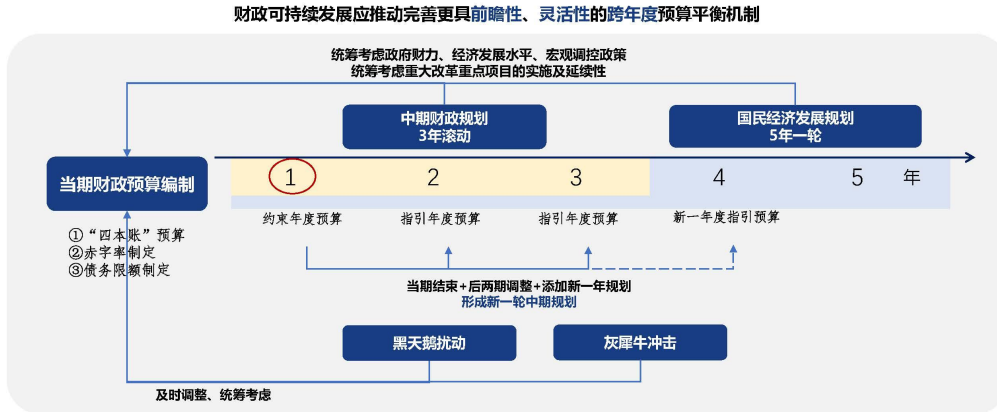 财政可持续发展应推动完善更具前瞻性、灵活性的跨年度预算平衡机制
统筹考虑政府财力、经济发展水平、宏观调控政策
统筹考虑重大改革重点项目的实施及延续性
中期财政规划
3年滚动
国民经济发展规划
5年一轮
当期财政预算编制
1 2 3 4 5 年
约束年度预算 指引年度预算 指引年度预算 新一年度指引预算
①“四本账”预算
②赤字率制定
③债务限额制定
当期结束+后两期调整+添加新一年规划
形成新一轮中期规划
黑天鹅扰动
灰犀牛冲击
及时调整、统筹考虑